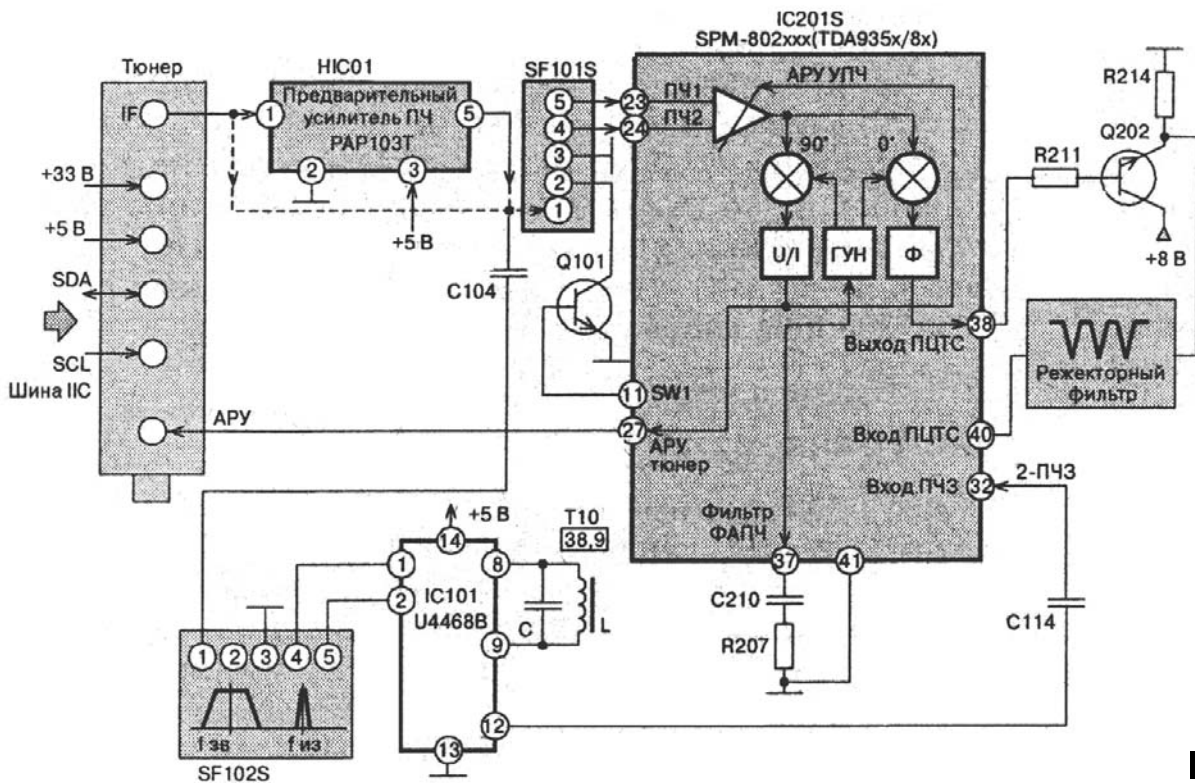 IC201S
SPM-802xxx(TDA935x/8x)
Тюнер
HIC01
SF101S
IF
1
Предварительный
усилитель ПЧ
PAP103T
5
2
3
+5 В
5
4
3
2
1
23
ПЧ1
24
ПЧ2
АРУ УПЧ
90°
0°
U/I
ГУН
Ф
R214
Q202
R211
+8 В
+33 В
+5 В
SDA
SCL
Шина IIC
АРУ
C104
Q101
11
SW1
27
АРУ
тюнер
38
Выход ПЦТС
Режекторный
фильтр
40
Вход ПЦТС
32
2-ПЧЗ
Вход ПЧЗ
Фильтр
ФАПЧ
37
41
C210
R207
C114
+5 В
14
1
2
IC101
U4468B
8
9
12
13
T10
38,9
C
L
1
2
3
4
5
f зв
f из
SF102S